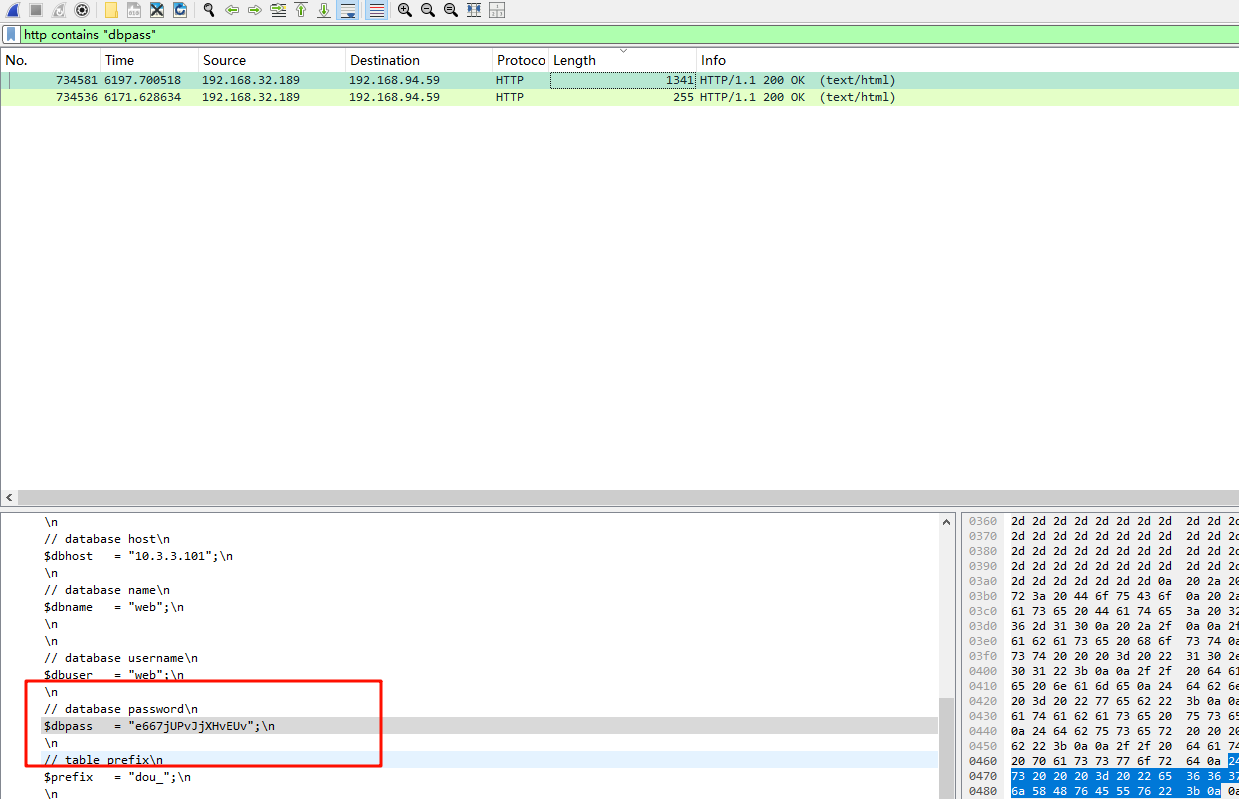 http contains "dbpass"
No. Time Source Destination Protoco Length Info
734581 6197.700518 192.168.32.189 192.168.94.59 HTTP 1341 HTTP/1.1 200 OK (text/html)
734536 6171.628634 192.168.32.189 192.168.94.59 HTTP 255 HTTP/1.1 200 OK (text/html)
\n
// database host\n
$dbhost = "10.3.3.101";\n
\n
// database name\n
$dbname = "web";\n
\n
\n
// database username\n
$dbuser = "web";\n
\n
// database password\n
$dbpass = "e667jUPvJjXHvEUv";\n
\n
// table prefix\n
$prefix = "dou_";\n
\n
0360 2d 2d 2d 2d 2d 2d 2d 2d 2d 2d 2d
0370 2d 2d 2d 2d 2d 2d 2d 2d 2d 2d 2d
0380 2d 2d 2d 2d 2d 2d 2d 2d 2d 2d 2d
0390 2d 2d 2d 2d 2d 2d 2d 2d 2d 2d 2d
03a0 2d 2d 2d 2d 2d 2d 2d 0a 20 2a 20
03b0 72 3a 20 44 6f 75 43 6f 0a 20 2a
03c0 61 73 65 20 44 61 74 65 3a 20 32
03d0 36 2d 31 30 0a 20 2a 2f 0a 0a 2f
03e0 61 62 61 73 65 20 68 6f 73 74 0a
03f0 73 74 20 20 20 3d 20 22 31 30 2e
0400 30 31 22 3b 0a 0a 2f 2f 20 64 61
0410 65 20 6e 61 6d 65 0a 24 64 62 6e
0420 20 3d 20 22 77 65 62 22 3b 0a 0a
0430 61 74 61 62 61 73 65 20 75 73 65
0440 0a 24 64 62 75 73 65 72 20 20 20
0450 62 22 3b 0a 0a 2f 2f 20 64 61 74
0460 20 70 61 73 73 77 6f 72 64 0a 24
0470 73 20 20 20 3d 20 22 65 36 36 37
0480 6a 58 48 76 45 55 76 22 3b 0a 0a